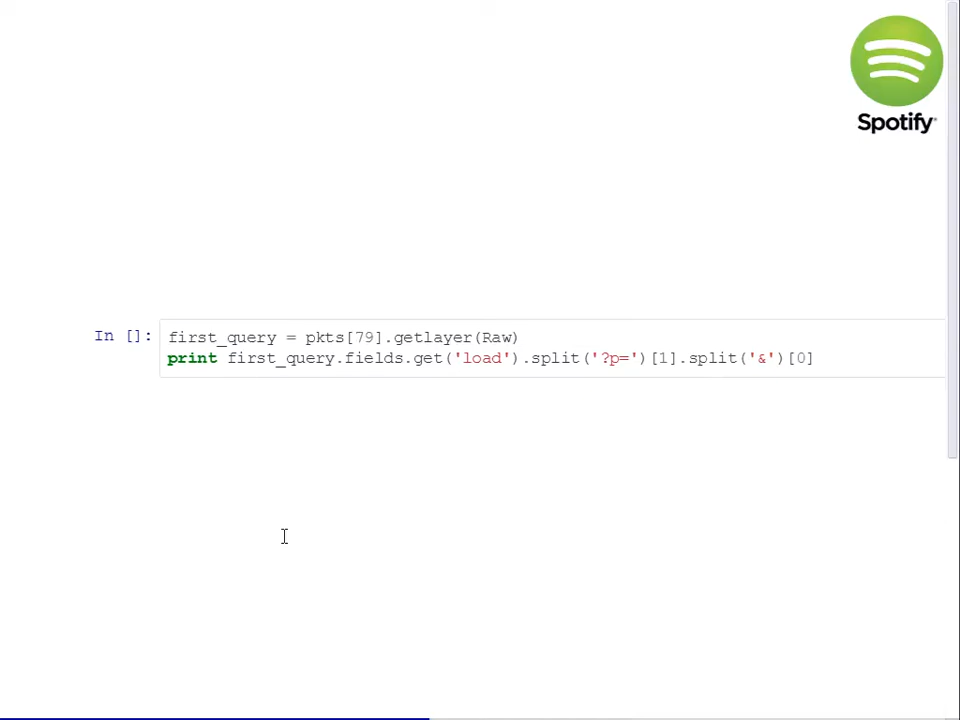 Spotify
In []:
first_query = pkts[79].getlayer(Raw)
print first_query.fields.get('load').split('?p=')[1].split('&')[0]